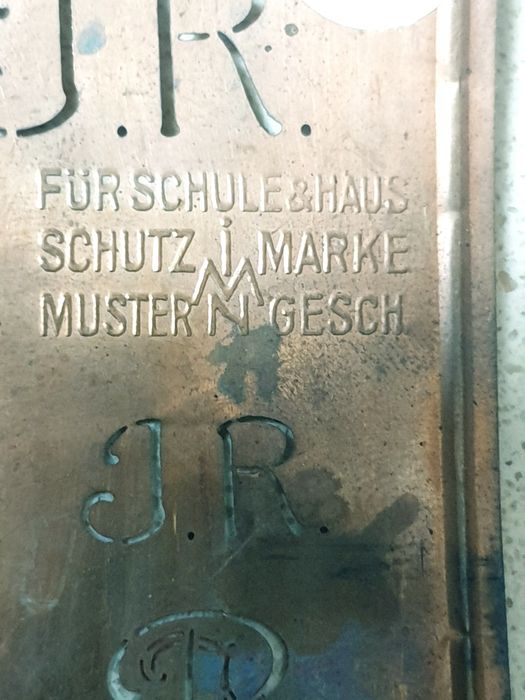 J.R.
FÜR SCHULE & HAUS
SCHUTZ MARKE
MUSTER GESCH.
J.R.